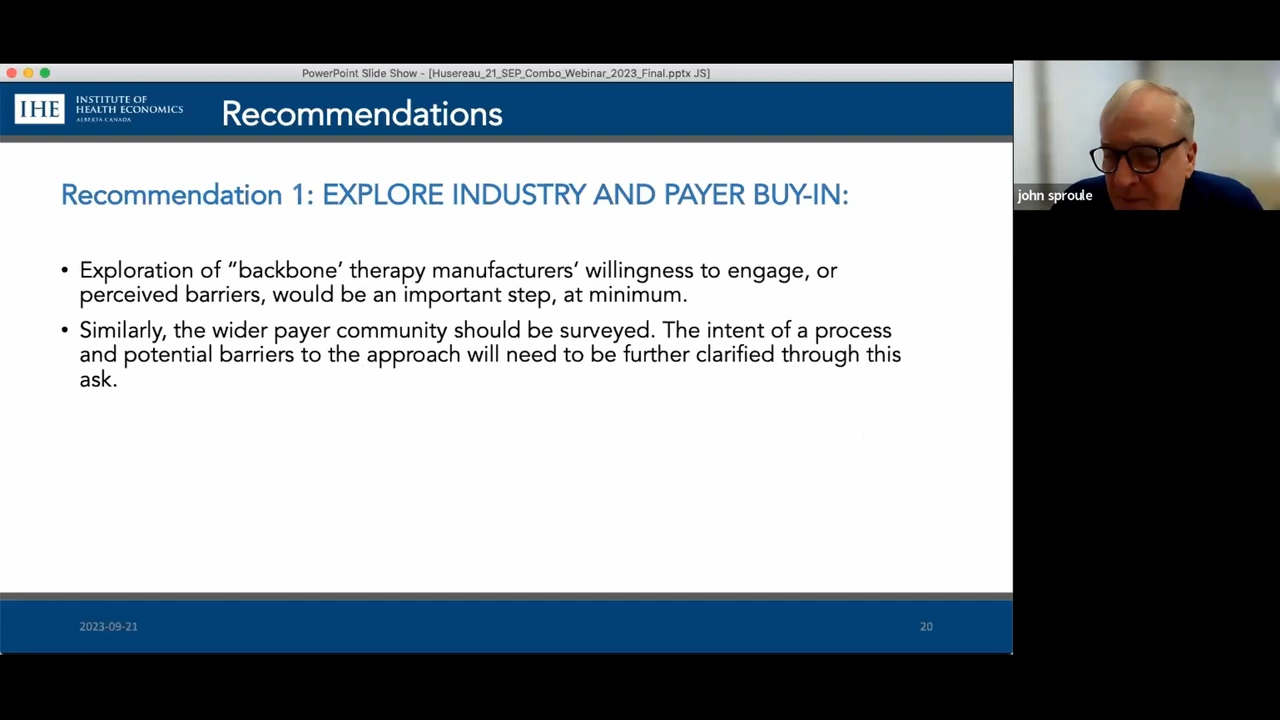 PowerPoint Slide Show - [Husereau_21_SEP_Combo_Webinar_2023_Final.pptx JS]
IHE
INSTITUTE OF
HEALTH ECONOMICS
ALBERTA CANADA
Recommendations
john sproule
Recommendation 1: EXPLORE INDUSTRY AND PAYER BUY-IN:
• Exploration of “backbone’ therapy manufacturers’ willingness to engage, or
perceived barriers, would be an important step, at minimum.
• Similarly, the wider payer community should be surveyed. The intent of a process
and potential barriers to the approach will need to be further clarified through this
ask.
2023-09-21
20